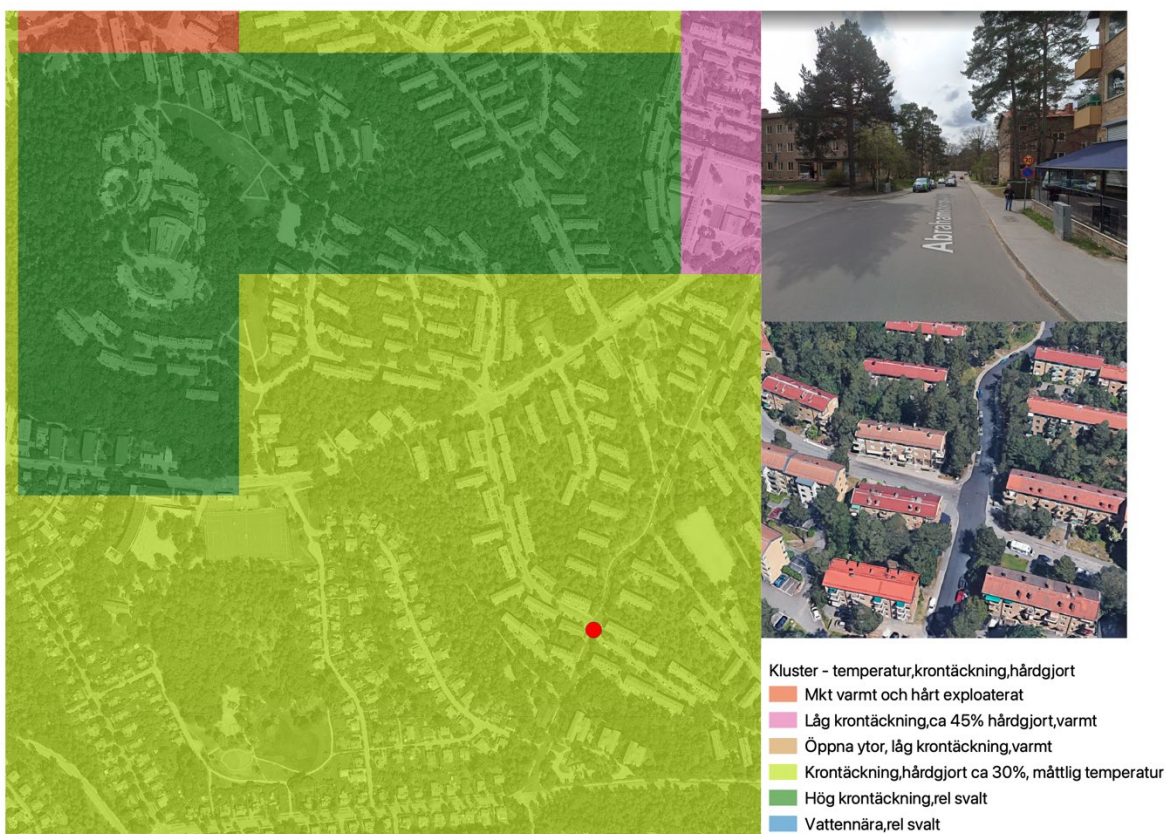 Abraham
Kluster - temperatur,krontäckning,hårdgjort
Mkt varmt och hårt exploaterat
Låg krontäckning,ca 45% hårdgjort,varmt
Öppna ytor, låg krontäckning,varmt
Krontäckning,hårdgjort ca 30%, måttlig temperatur
Hög krontäckning,rel svalt
Vattennära,rel svalt